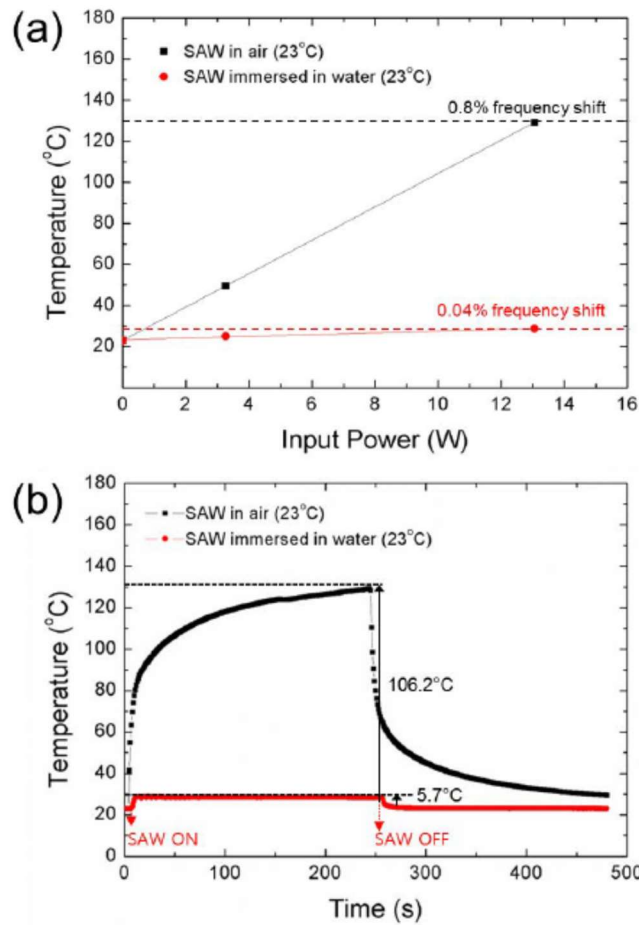 (a)
180
160
140
120
100
80
60
40
20
0
Temperature (°C)
SAW in air (23°C)
SAW immersed in water (23°C)
0.8% frequency shift
0.04% frequency shift
0 2 4 6 8 10 12 14 16
Input Power (W)
(b)
180
160
140
120
100
80
60
40
20
0
Temperature (°C)
SAW in air (23°C)
SAW immersed in water (23°C)
106.2°C
5.7°C
SAW ON
SAW OFF
0 100 200 300 400 500
Time (s)